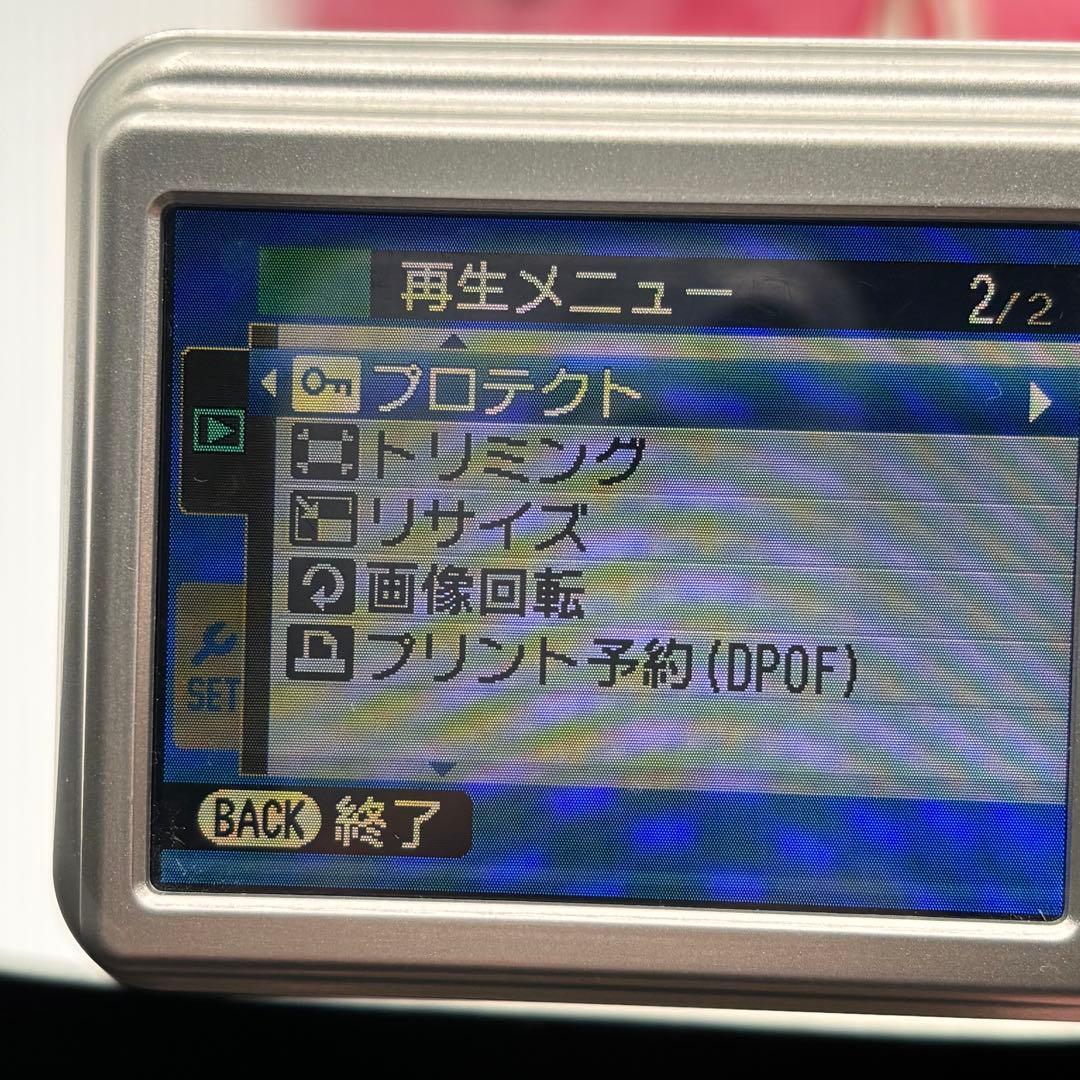 再生メニュー 2/2
プロテクト
トリミング
リサイズ
画像回転
プリント予約(DPOF)
SET
BACK 終了